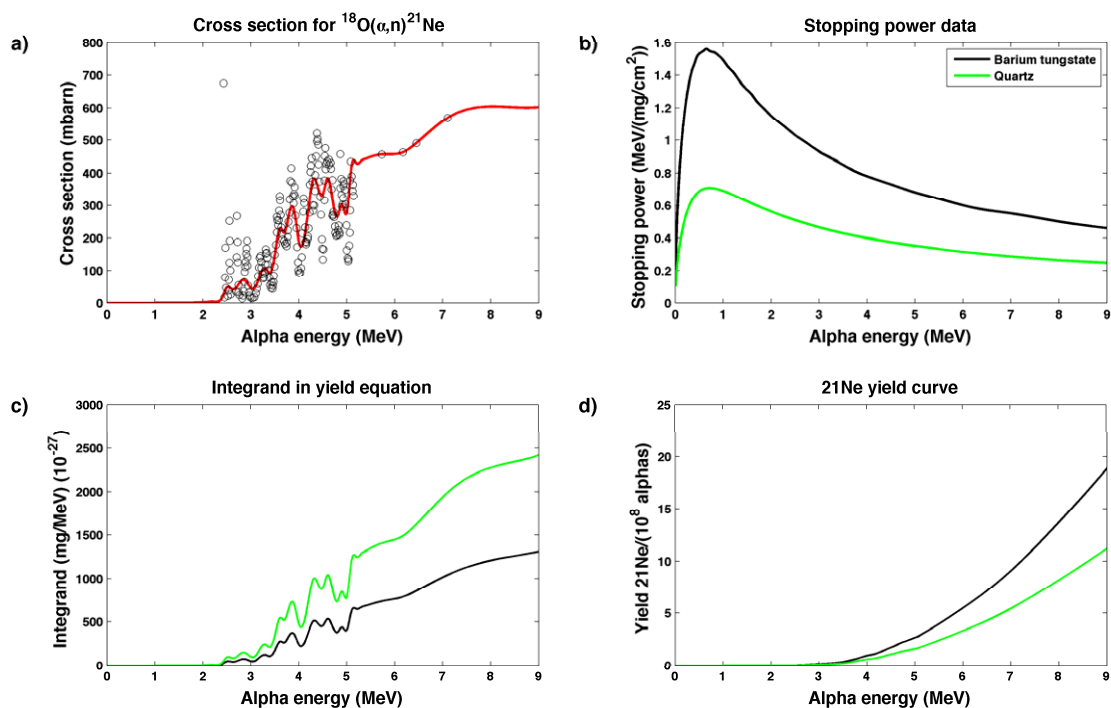 a)
Cross section for ¹⁸O(α,n)²¹Ne
Cross section (mbarn)
800
700
600
500
400
300
200
100
0
0 1 2 3 4 5 6 7 8 9
Alpha energy (MeV)
b)
Stopping power data
Stopping power (MeV/(mg/cm²))
1.6
1.4
1.2
1
0.8
0.6
0.4
0.2
0
Barium tungstate
Quartz
0 1 2 3 4 5 6 7 8 9
Alpha energy (MeV)
c)
Integrand in yield equation
Integrand (mg/MeV) (10⁻²⁷)
3000
2500
2000
1500
1000
500
0
0 1 2 3 4 5 6 7 8 9
Alpha energy (MeV)
d)
21Ne yield curve
Yield 21Ne/(10⁸ alphas)
25
20
15
10
5
0
0 1 2 3 4 5 6 7 8 9
Alpha energy (MeV)